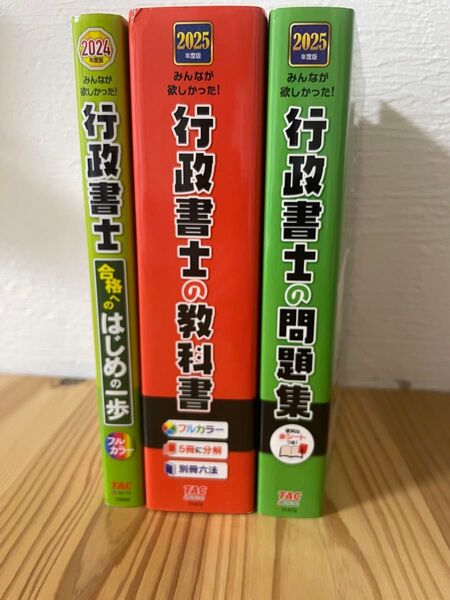 2024
年度版
みんなが
欲しかった!
行政書士
合格への
はじめの一歩
フル
カラー
TAC
2025
年度版
みんなが
欲しかった!
行政書士の教科書
フルカラー
5冊に分解
別冊六法
TAC
2025
年度版
みんなが
欲しかった!
行政書士の問題集
赤シート
TAC